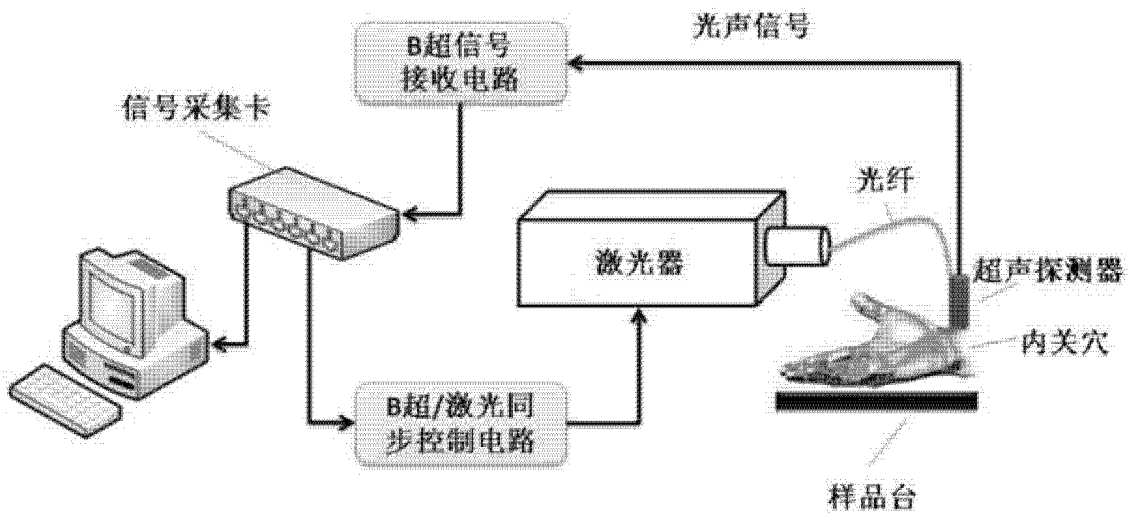 光声信号
B超信号
接收电路
信号采集卡
光纤
激光器
超声探测器
内关穴
B超/激光同
步控制电路
样品台